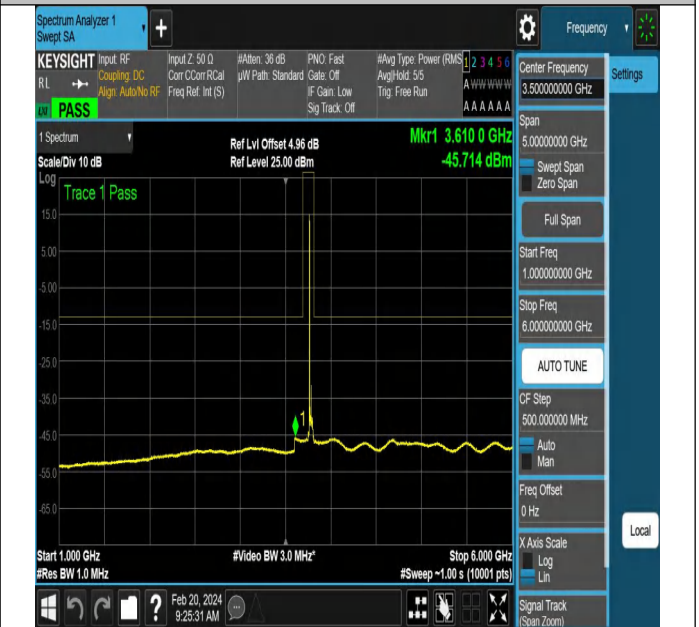 Spectrum Analyzer 1
Swept SA
+
Frequency
KEYSIGHT
RL
PASS
Input: RF
Coupling: DC
Align: Auto/No RF
Input Z: 50 Ω
Corr CCorr RCal
Freq Ref: Int (S)
#Atten: 36 dB
µW Path: Standard
PNO: Fast
Gate: Off
IF Gain: Low
Sig Track: Off
#Avg Type: Power (RMS
Avg|Hold: 5/5
Trig: Free Run
1 2 3 4 5 6
A W W W W W
A A A A A A
1 Spectrum
Scale/Div 10 dB
Ref Lvl Offset 4.96 dB
Ref Level 25.00 dBm
Mkr1 3.610 0 GHz
-45.714 dBm
Log
Trace 1 Pass
15.0
5.00
-5.00
-15.0
-25.0
-35.0
-45.0
-55.0
-65.0
1
Start 1.000 GHz
#Res BW 1.0 MHz
#Video BW 3.0 MHz*
Stop 6.000 GHz
#Sweep ~1.00 s (10001 pts)
Feb 20, 2024
9:25:31 AM
Center Frequency
3.500000000 GHz
Settings
Span
5.00000000 GHz
Swept Span
Zero Span
Full Span
Start Freq
1.000000000 GHz
Stop Freq
6.000000000 GHz
AUTO TUNE
CF Step
500.000000 MHz
Auto
Man
Freq Offset
0 Hz
X Axis Scale
Log
Lin
Local
Signal Track
(Span Zoom)